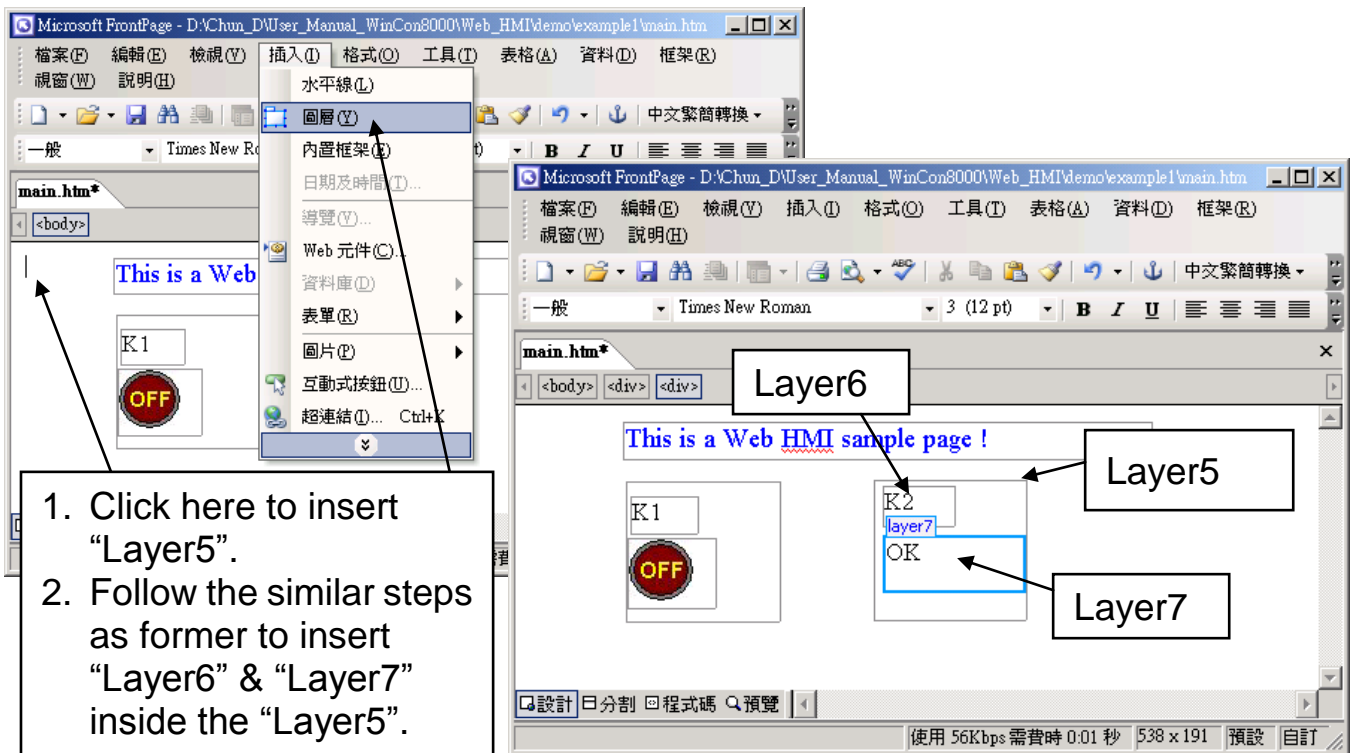 Microsoft FrontPage - D:\Chun_D\User_Manual_WinCon8000\Web_HMI\demo\example1\main.htm
檔案(F) 編輯(E) 檢視(V) 插入(I) 格式(O) 工具(T) 表格(A) 資料(D) 框架(R)
視窗(W) 說明(H)
中文繁簡轉換
一般 Times New Ro
B I U
main.htm*
<body>
水平線(L)
圖層(Y)
內置框架(E)
日期及時間(T)...
導覽(V)...
Web 元件(C)...
資料庫(D)
表單(R)
圖片(P)
互動式按鈕(U)...
超連結(I)... Ctrl+K
This is a Web
K1
OFF
1. Click here to insert
“Layer5”.
2. Follow the similar steps
as former to insert
“Layer6” & “Layer7”
inside the “Layer5”.
Microsoft FrontPage - D:\Chun_D\User_Manual_WinCon8000\Web_HMI\demo\example1\main.htm
檔案(F) 編輯(E) 檢視(V) 插入(I) 格式(O) 工具(T) 表格(A) 資料(D) 框架(R)
視窗(W) 說明(H)
ABC 中文繁簡轉換
一般 Times New Roman 3 (12 pt) B I U
main.htm*
<body> <div> <div>
Layer6
This is a Web HMI sample page !
Layer5
K1
OFF
K2
layer7
OK
Layer7
設計 分割 程式碼 預覽
使用 56Kbps 需費時 0:01 秒 538 x 191 預設 自訂